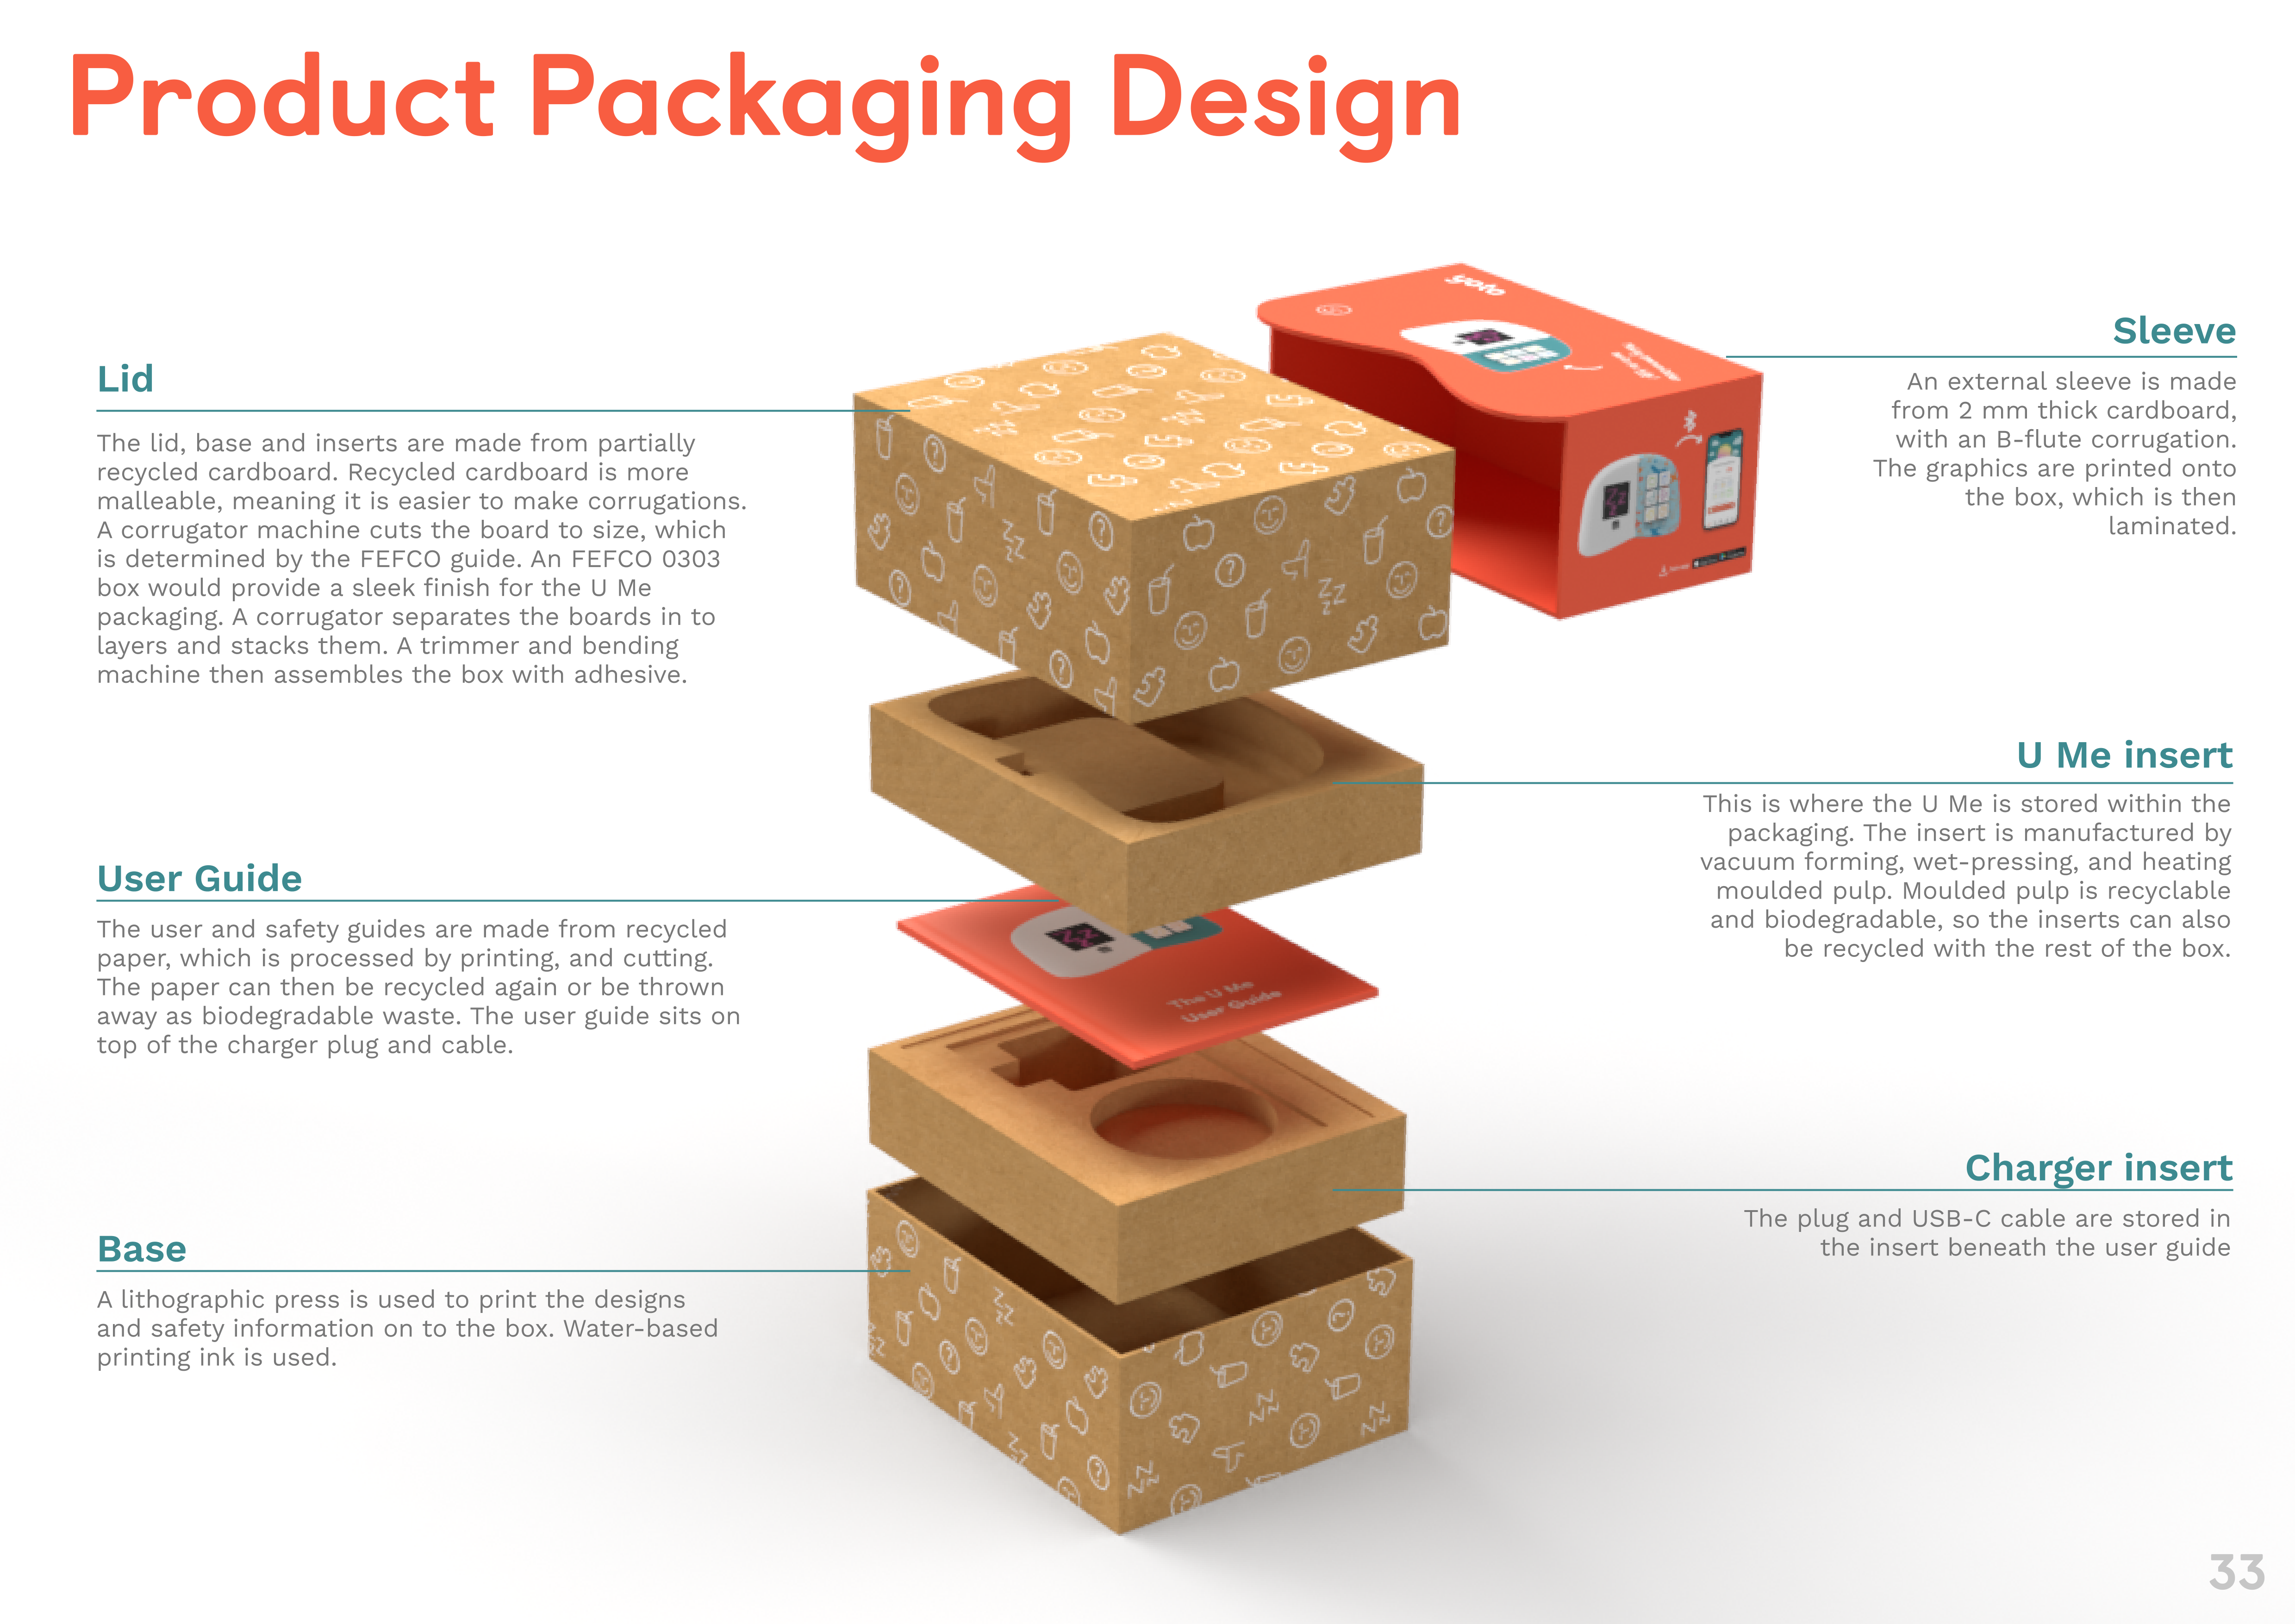 Product Packaging Design
Lid
The lid, base and inserts are made from partially
recycled cardboard. Recycled cardboard is more
malleable, meaning it is easier to make corrugations.
A corrugator machine cuts the board to size, which
is determined by the FEFCO guide. An FEFCO 0303
box would provide a sleek finish for the U Me
packaging. A corrugator separates the boards in to
layers and stacks them. A trimmer and bending
machine then assembles the box with adhesive.
User Guide
The user and safety guides are made from recycled
paper, which is processed by printing, and cutting.
The paper can then be recycled again or be thrown
away as biodegradable waste. The user guide sits on
top of the charger plug and cable.
Base
A lithographic press is used to print the designs
and safety information on to the box. Water-based
printing ink is used.
yoto
The U Me
User Guide
Sleeve
An external sleeve is made
from 2 mm thick cardboard,
with an B-flute corrugation.
The graphics are printed onto
the box, which is then
laminated.
U Me insert
This is where the U Me is stored within the
packaging. The insert is manufactured by
vacuum forming, wet-pressing, and heating
moulded pulp. Moulded pulp is recyclable
and biodegradable, so the inserts can also
be recycled with the rest of the box.
Charger insert
The plug and USB-C cable are stored in
the insert beneath the user guide
33